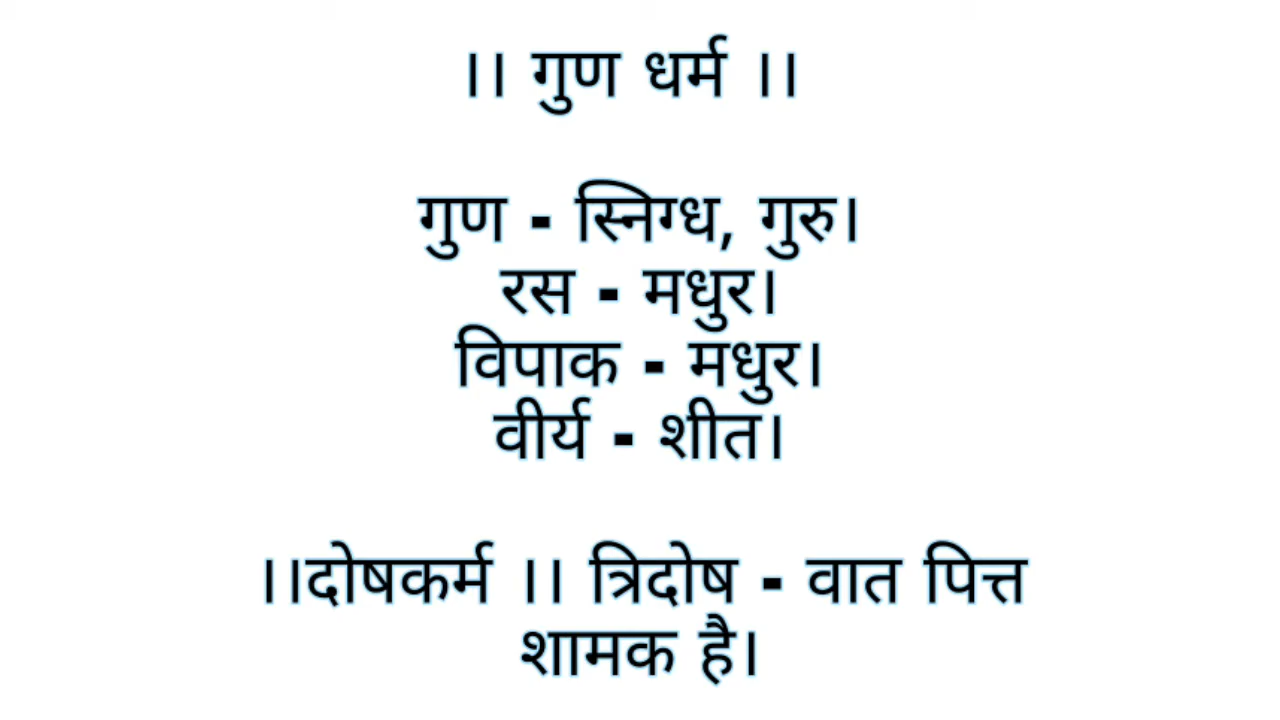 ।। गुण धर्म ।।
गुण - स्निग्ध, गुरु।
रस - मधुर।
विपाक - मधुर।
वीर्य - शीत।
।।दोषकर्म ।। त्रिदोष - वात पित्त
शामक है।